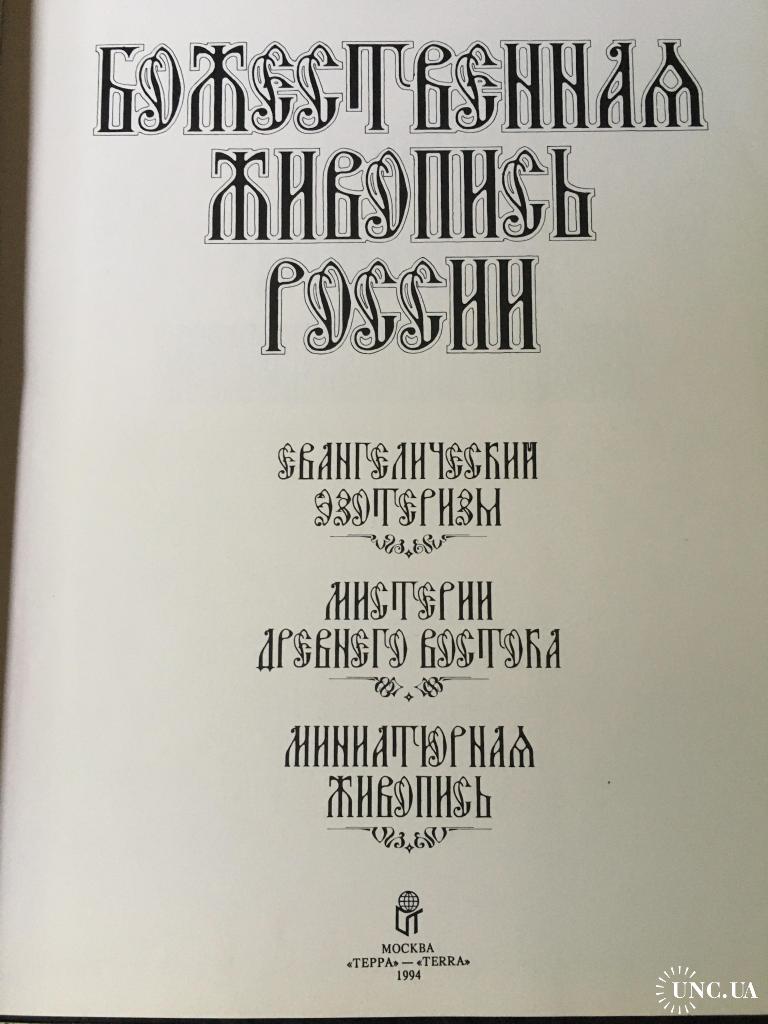 БОЖЕСТВЕННАЯ
ЖИВОПИСЬ
РОССИИ
ЕВАНГЕЛИЧЕСКИЙ
ЭЗОТЕРИЗМ
МИСТЕРИИ
ДРЕВНЕГО ВОСТОКА
МИНИАТЮРНАЯ
ЖИВОПИСЬ
МОСКВА
«ТЕРРА» — «TERRA»
1994
UNC.UA